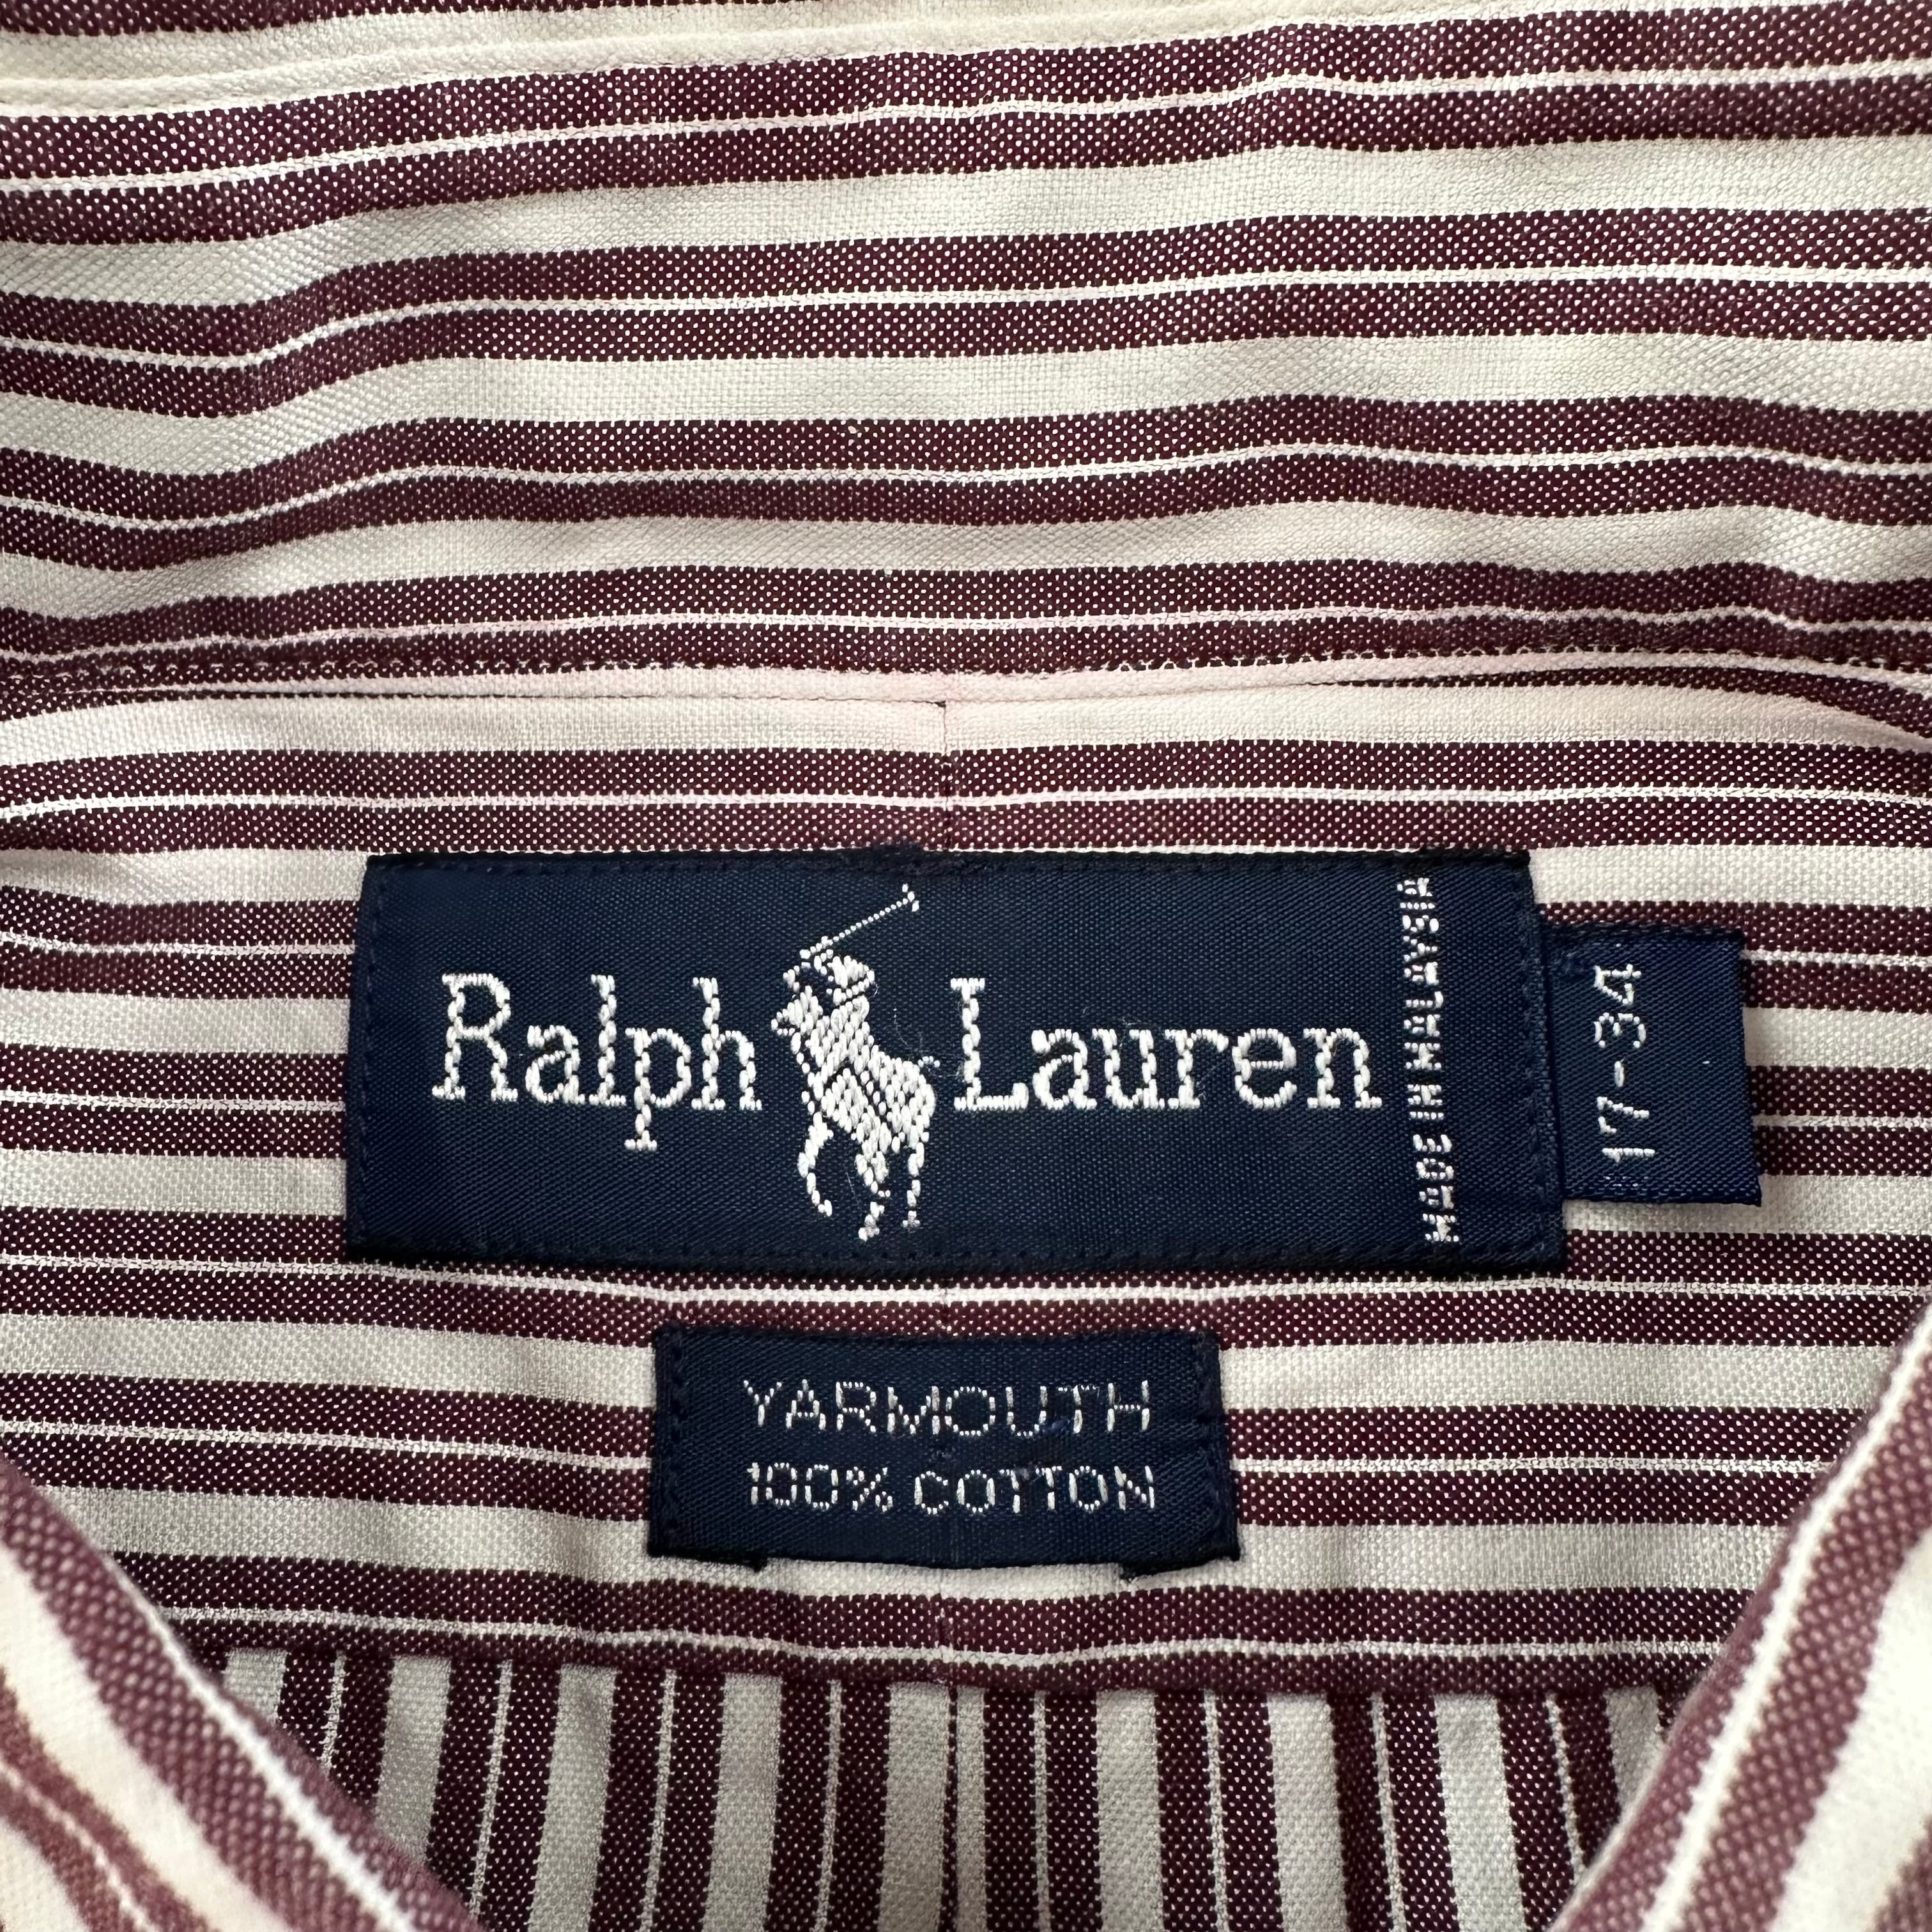 Ralph Lauren
MADE IN MALAYSIA
17-34
YARMOUTH
100% COTTON